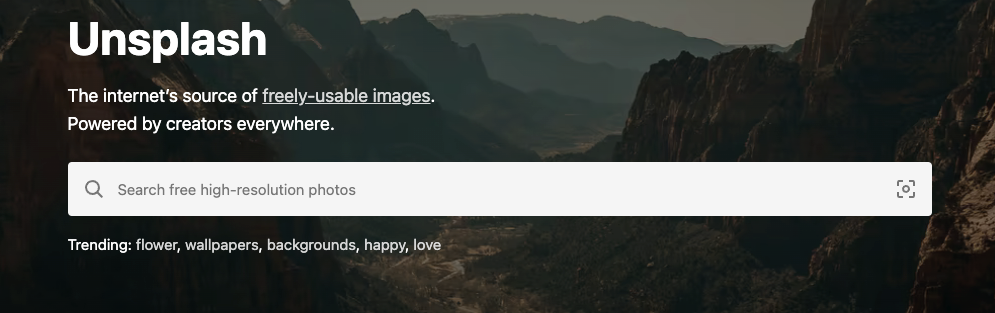 Unsplash
The internet’s source of freely-usable images.
Powered by creators everywhere.
Search free high-resolution photos
Trending: flower, wallpapers, backgrounds, happy, love